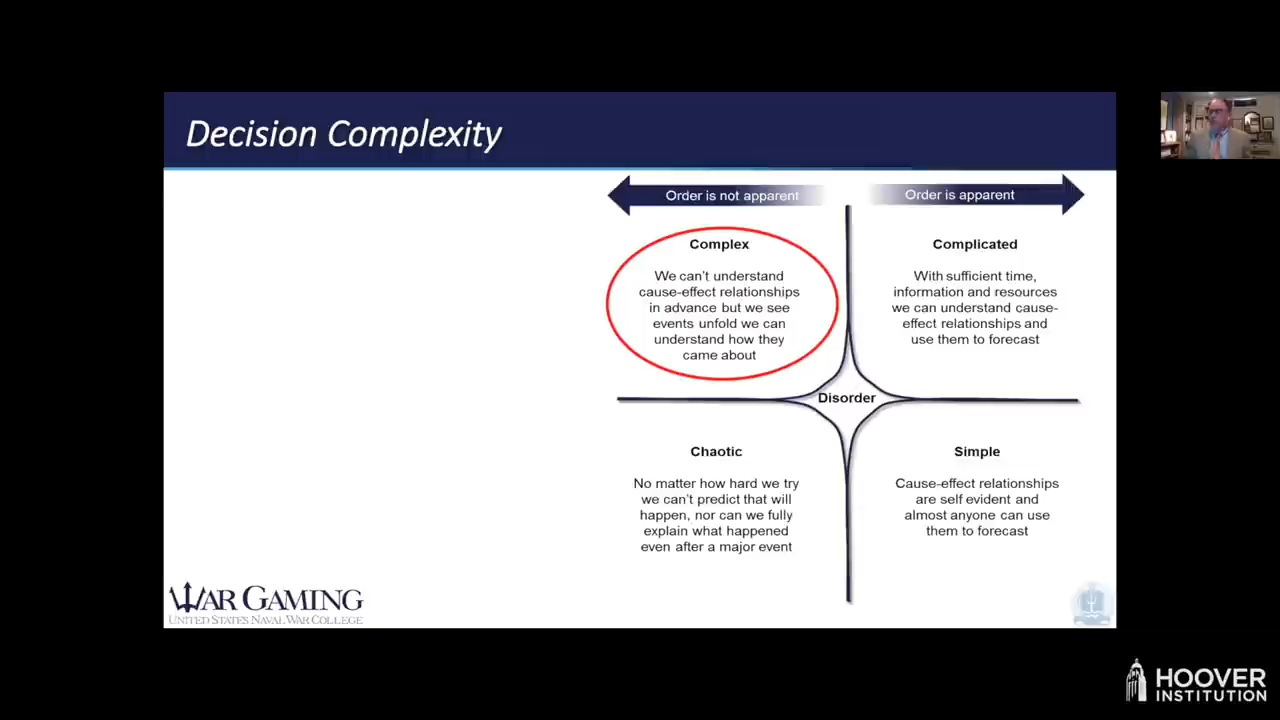 Decision Complexity
Order is not apparent
Order is apparent
Complex
We can't understand
cause-effect relationships
in advance but we see
events unfold we can
understand how they
came about
Complicated
With sufficient time,
information and resources
we can understand cause-
effect relationships and
use them to forecast
Disorder
Chaotic
No matter how hard we try
we can't predict that will
happen, nor can we fully
explain what happened
even after a major event
Simple
Cause-effect relationships
are self evident and
almost anyone can use
them to forecast
WAR GAMING
UNITED STATES NAVAL WAR COLLEGE
HOOVER
INSTITUTION